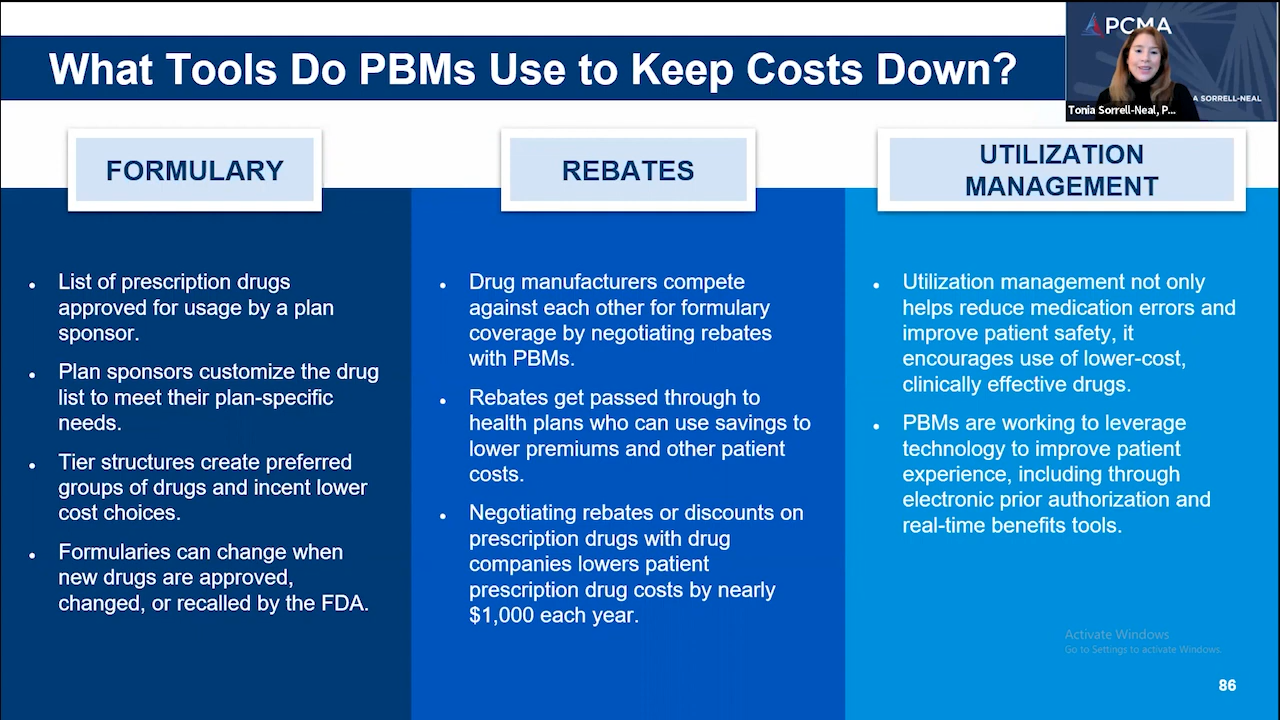 What Tools Do PBMs Use to Keep Costs Down?
PCMA
A SORRELL-NEAL
Tonia Sorrell-Neal, P...
FORMULARY
• List of prescription drugs
approved for usage by a plan
sponsor.
• Plan sponsors customize the drug
list to meet their plan-specific
needs.
• Tier structures create preferred
groups of drugs and incent lower
cost choices.
• Formularies can change when
new drugs are approved,
changed, or recalled by the FDA.
REBATES
• Drug manufacturers compete
against each other for formulary
coverage by negotiating rebates
with PBMs.
• Rebates get passed through to
health plans who can use savings to
lower premiums and other patient
costs.
• Negotiating rebates or discounts on
prescription drugs with drug
companies lowers patient
prescription drug costs by nearly
$1,000 each year.
UTILIZATION
MANAGEMENT
• Utilization management not only
helps reduce medication errors and
improve patient safety, it
encourages use of lower-cost,
clinically effective drugs.
• PBMs are working to leverage
technology to improve patient
experience, including through
electronic prior authorization and
real-time benefits tools.
Activate Windows
Go to Settings to activate Windows.
86